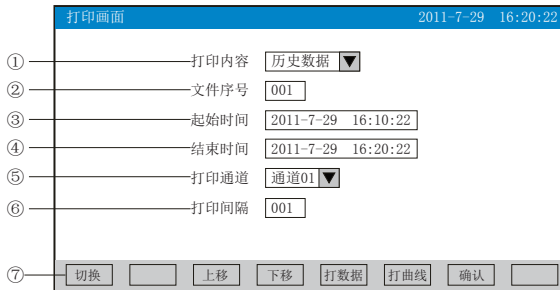 打印画面 2011-7-29 16:20:22
① 打印内容 历史数据
② 文件序号 001
③ 起始时间 2011-7-29 16:10:22
④ 结束时间 2011-7-29 16:20:22
⑤ 打印通道 通道01
⑥ 打印间隔 001
⑦ 切换 上移 下移 打数据 打曲线 确认